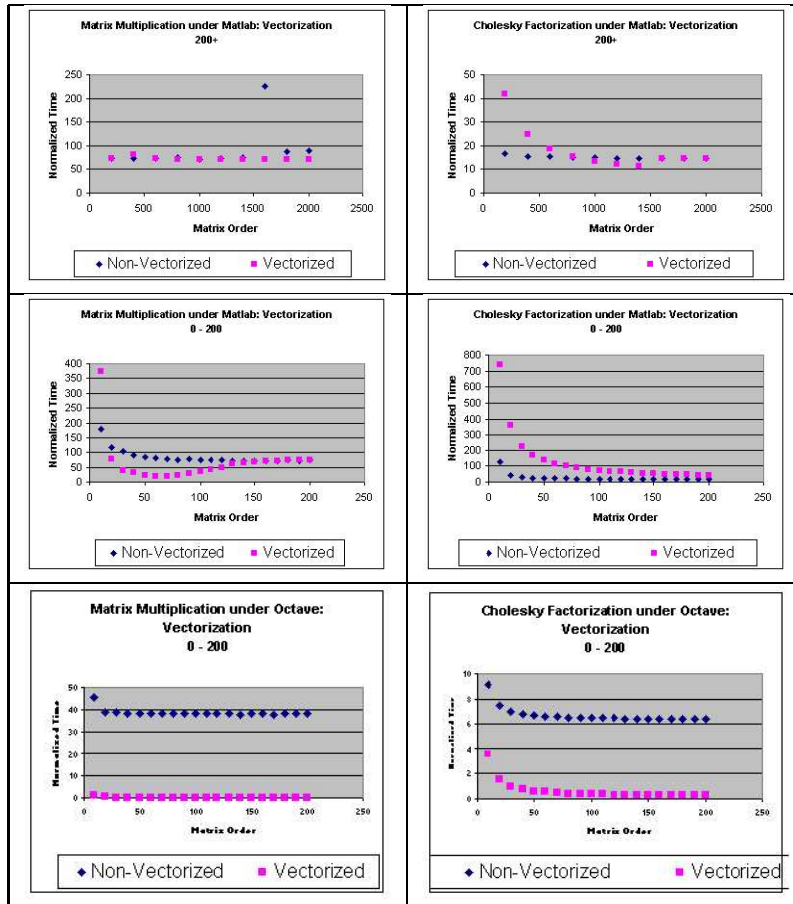 Matrix Multiplication under Matlab: Vectorization
200+
250
200
150
100
50
0
Normalized Time
0 500 1000 1500 2000 2500
Matrix Order
Non-Vectorized Vectorized
Cholesky Factorization under Matlab: Vectorization
200+
50
40
30
20
10
0
Normalized Time
0 500 1000 1500 2000 2500
Matrix Order
Non-Vectorized Vectorized
Matrix Multiplication under Matlab: Vectorization
0 - 200
400
350
300
250
200
150
100
50
0
Normalized Time
0 50 100 150 200 250
Matrix Order
Non-Vectorized Vectorized
Cholesky Factorization under Matlab: Vectorization
0 - 200
800
700
600
500
400
300
200
100
0
Normalized Time
0 50 100 150 200 250
Matrix Order
Non-Vectorized Vectorized
Matrix Multiplication under Octave:
Vectorization
0 - 200
50
40
30
20
10
0
Normalized Time
0 50 100 150 200 250
Matrix Order
Non-Vectorized Vectorized
Cholesky Factorization under Octave:
Vectorization
0 - 200
10
8
6
4
2
0
Normalized Time
0 50 100 150 200 250
Matrix Order
Non-Vectorized Vectorized